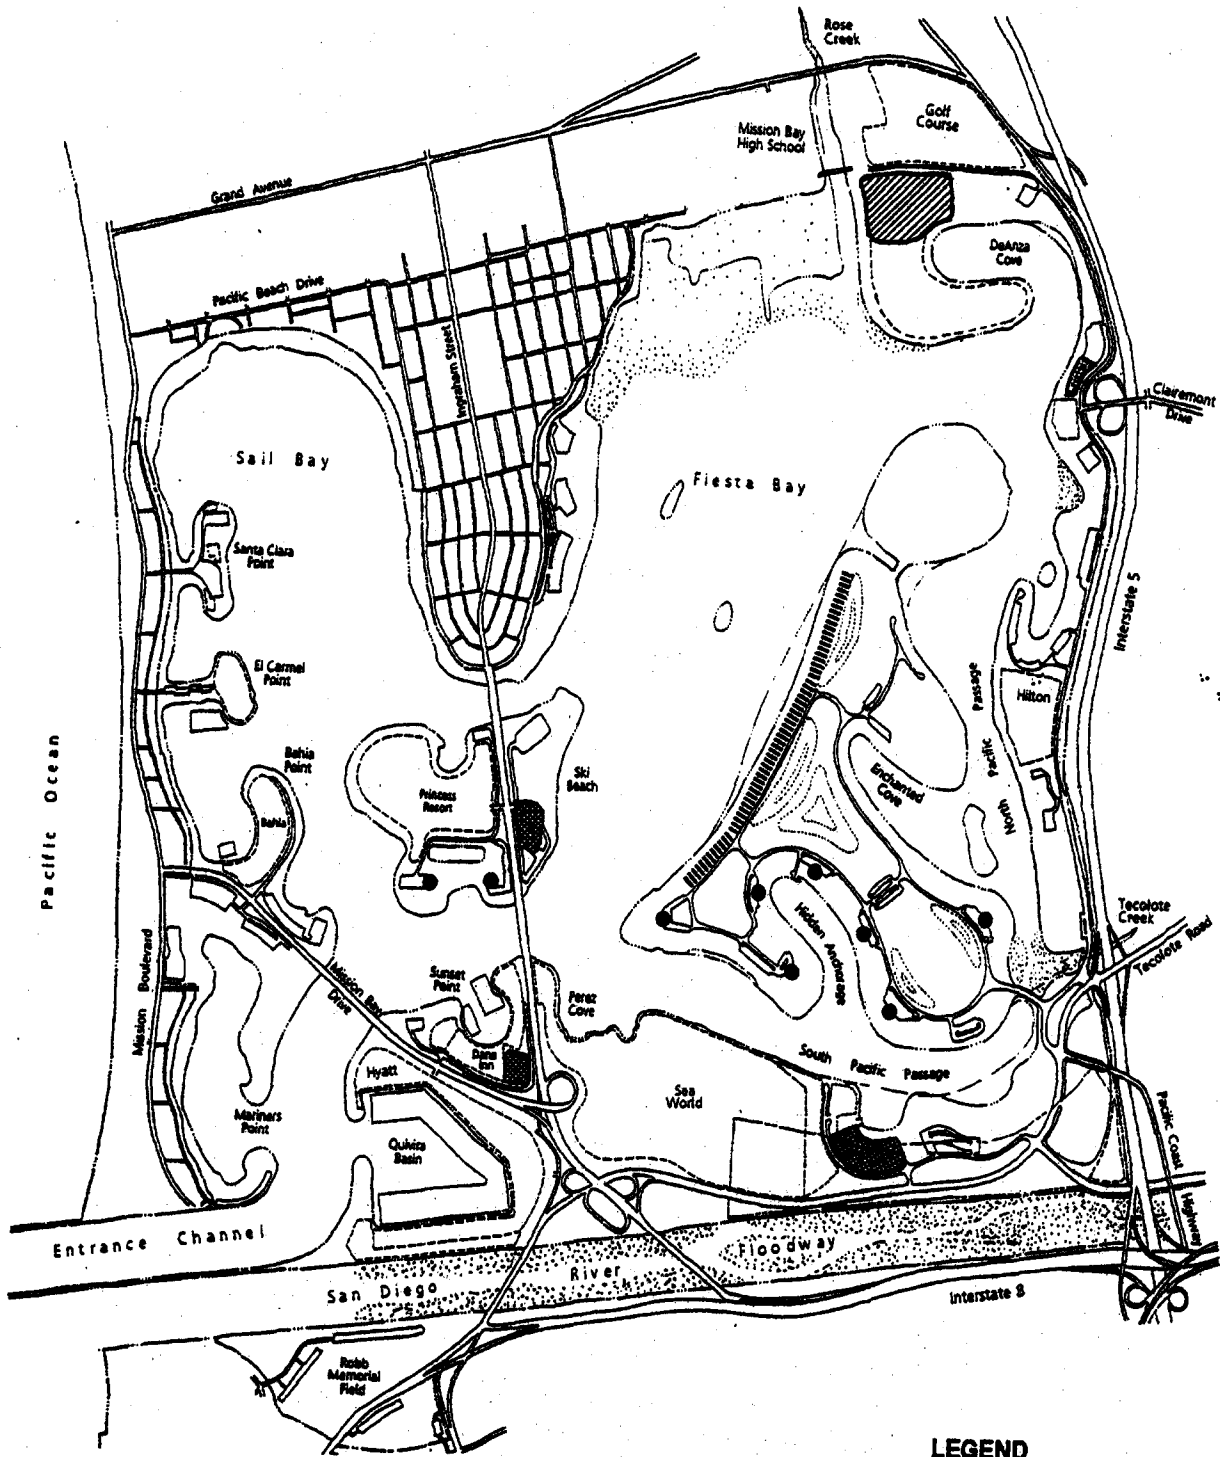 Rose
Creek
Golf
Course
Mission Bay
High School
Grand Avenue
DeAnza
Cove
Pacific Beach Drive
Ingraham Street
Clairemont
Drive
Sail Bay
Fiesta Bay
Santa Clara
Point
Interstate 5
El Carmel
Point
Hilton
North Pacific Passage
Pacific Ocean
Bahia
Point
Ski
Beach
Princess
Resort
Enchanted
Cove
Bahia
Tecolote
Creek
Tecolote Road
Hidden Anchorage
Mission Boulevard
Mission Bay
Drive
Sunset
Point
Perez
Cove
Dana
Inn
Hyatt
South Pacific Passage
Sea
World
Pacific Coast Highway
Mariners
Point
Quivira
Basin
Entrance Channel
Floodway
San Diego River
Interstate 8
Robb
Memorial
Field
LEGEND